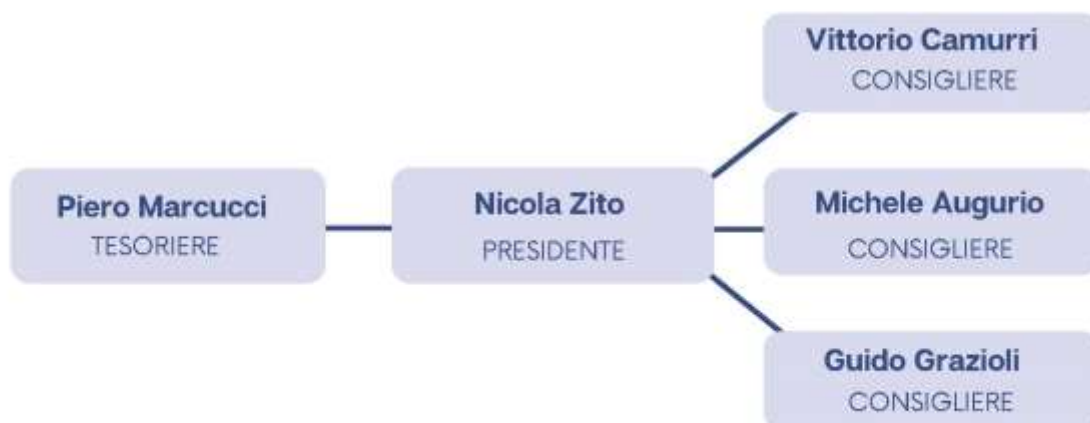 Vittorio Camurri
CONSIGLIERE
Piero Marcucci
TESORIERE
Nicola Zito
PRESIDENTE
Michele Augurio
CONSIGLIERE
Guido Grazioli
CONSIGLIERE